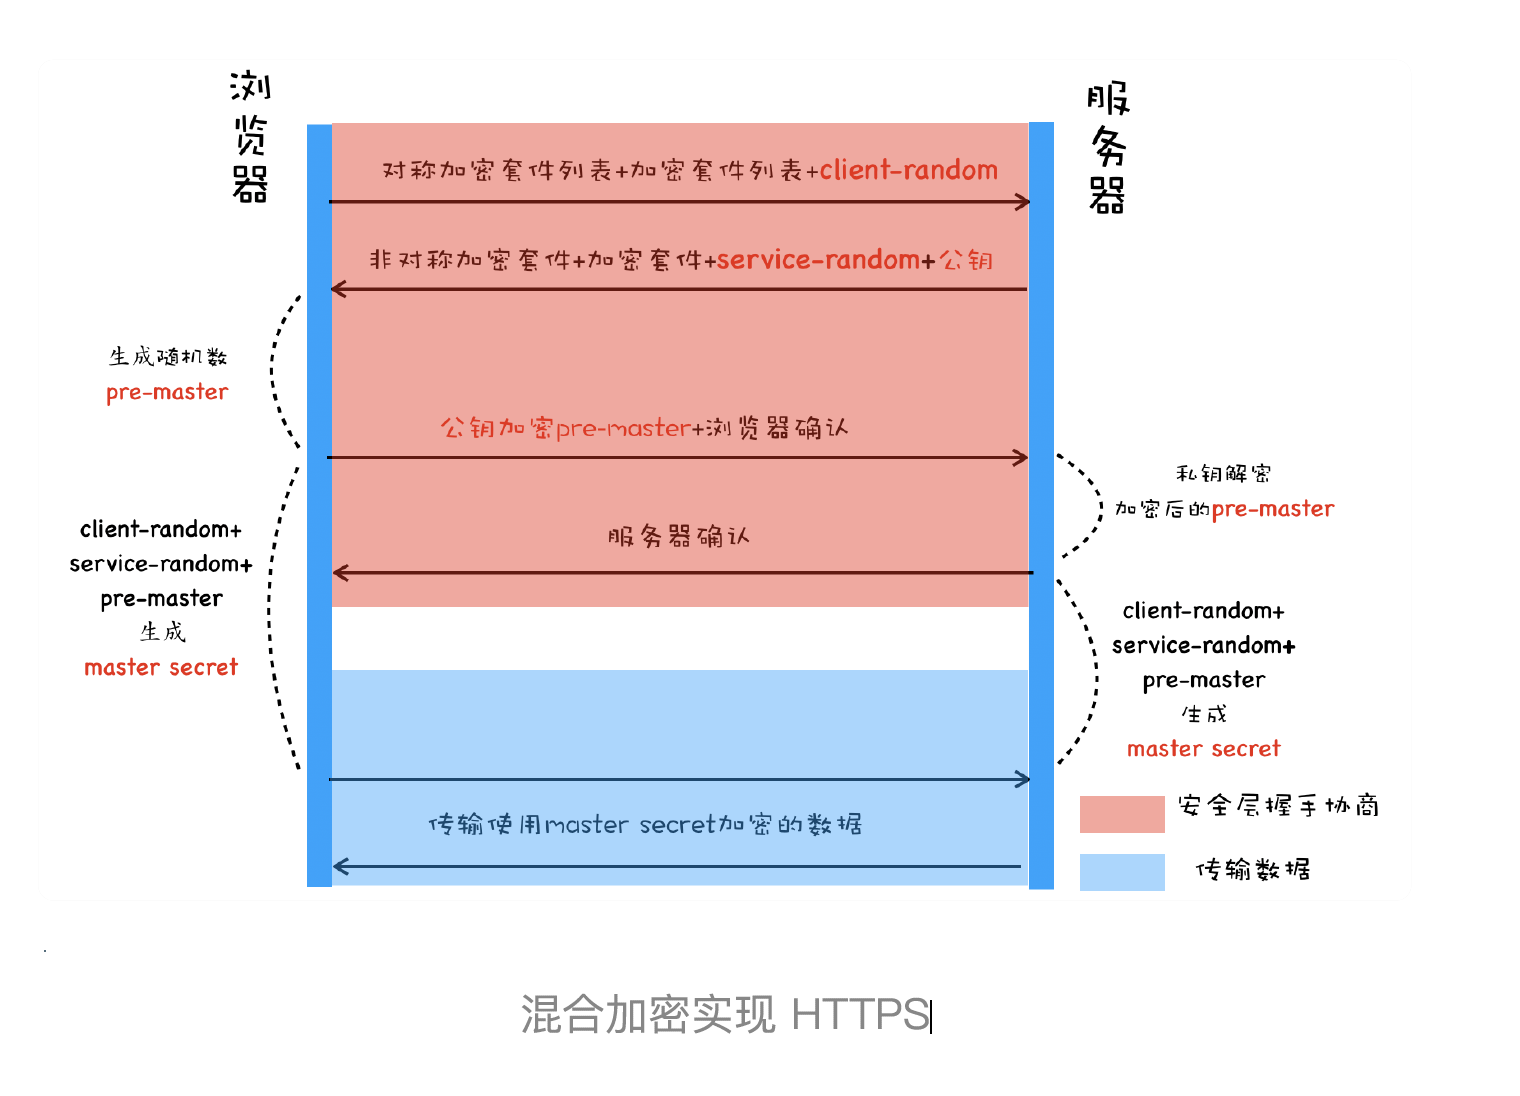 浏览器
服务器
对称加密套件列表+加密套件列表+client-random
非对称加密套件+加密套件+service-random+公钥
生成随机数
pre-master
公钥加密pre-master+浏览器确认
私钥解密
加密后的pre-master
服务器确认
client-random+
service-random+
pre-master
生成
master secret
client-random+
service-random+
pre-master
生成
master secret
传输使用master secret加密的数据
安全层握手协商
传输数据
混合加密实现 HTTPS